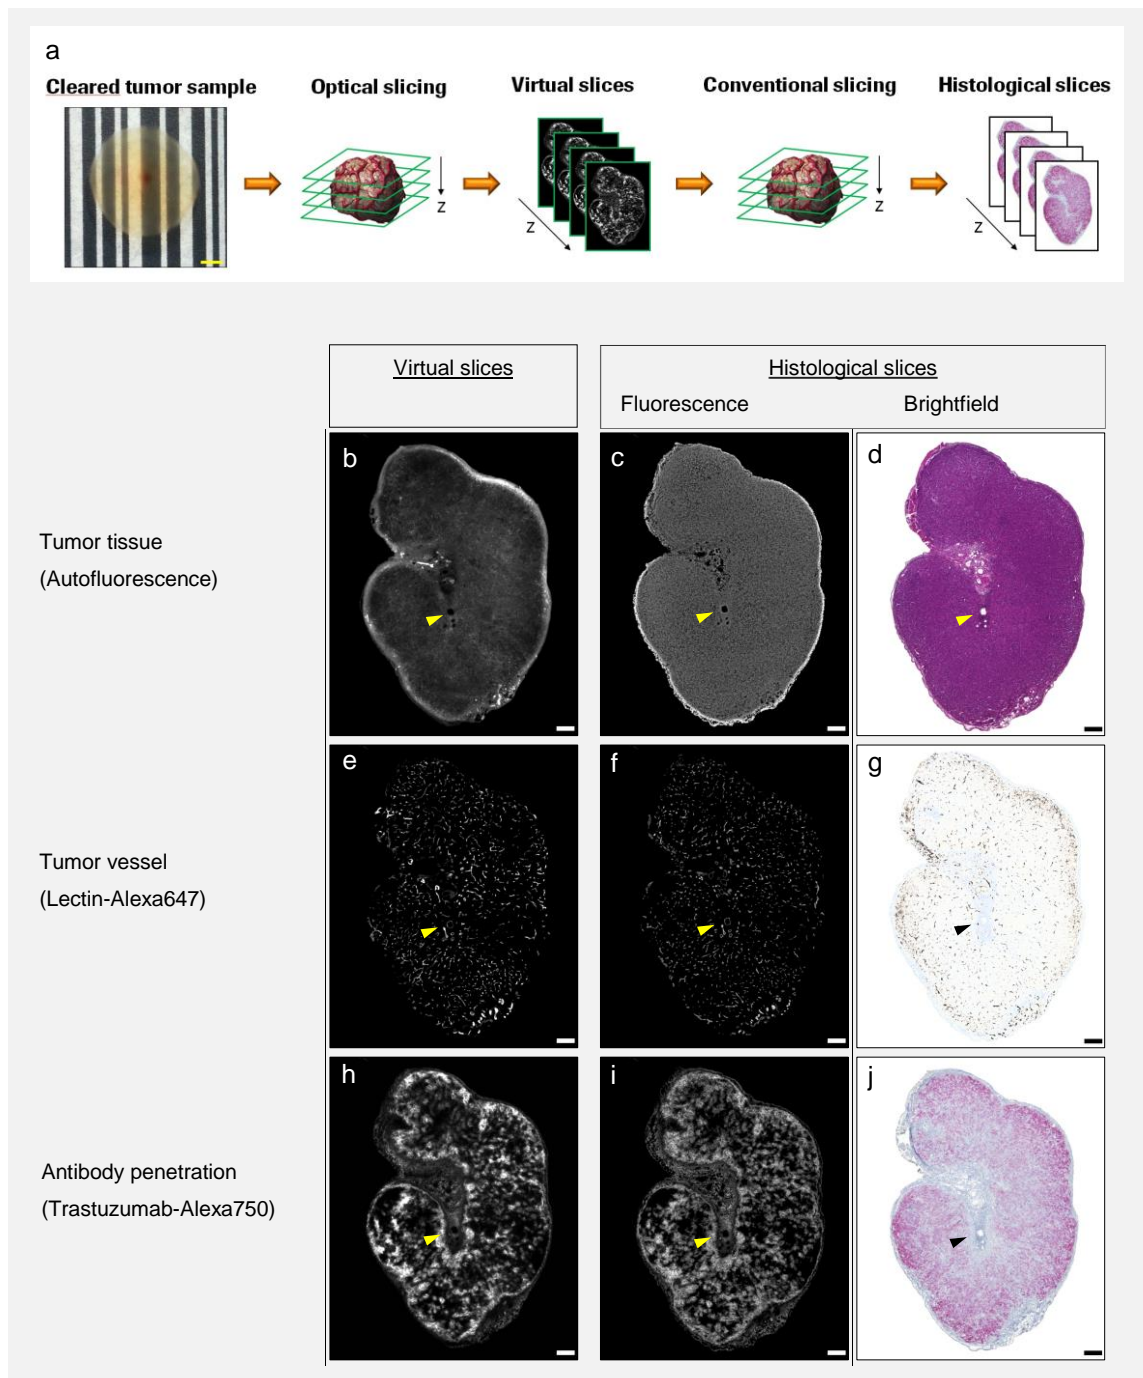 a
Cleared tumor sample
Optical slicing
Virtual slices
Conventional slicing
Histological slices
Z
Z
Z
Z
Virtual slices
Histological slices
Fluorescence
Brightfield
Tumor tissue
(Autofluorescence)
b
c
d
Tumor vessel
(Lectin-Alexa647)
e
f
g
Antibody penetration
(Trastuzumab-Alexa750)
h
i
j